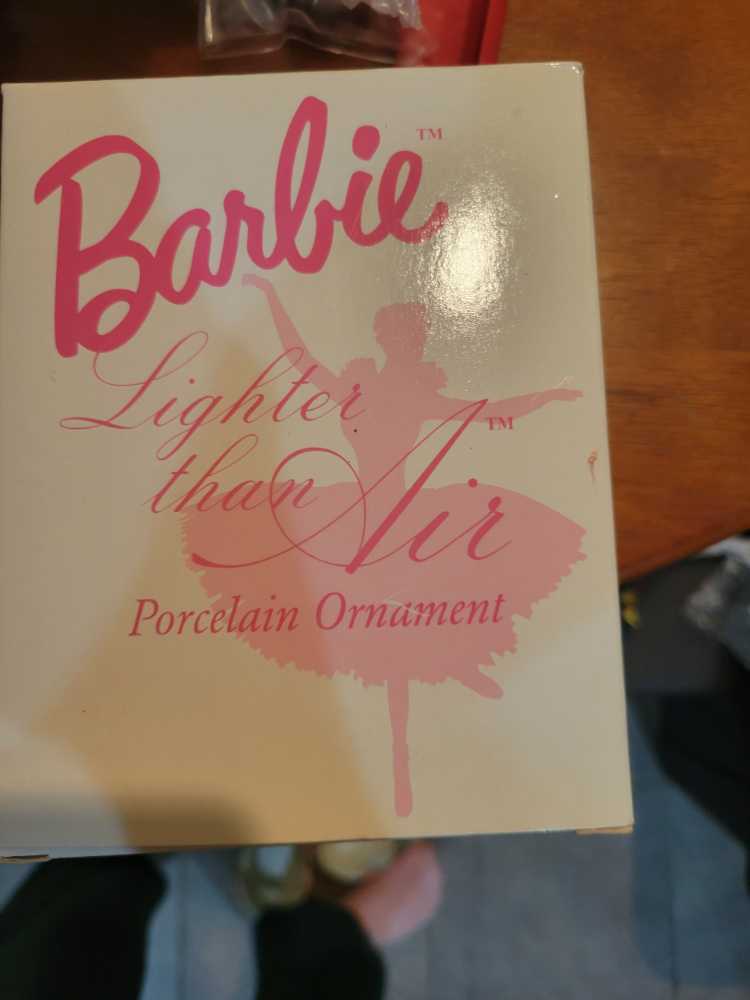 Barbie™
Lighter
than Air™
Porcelain Ornament